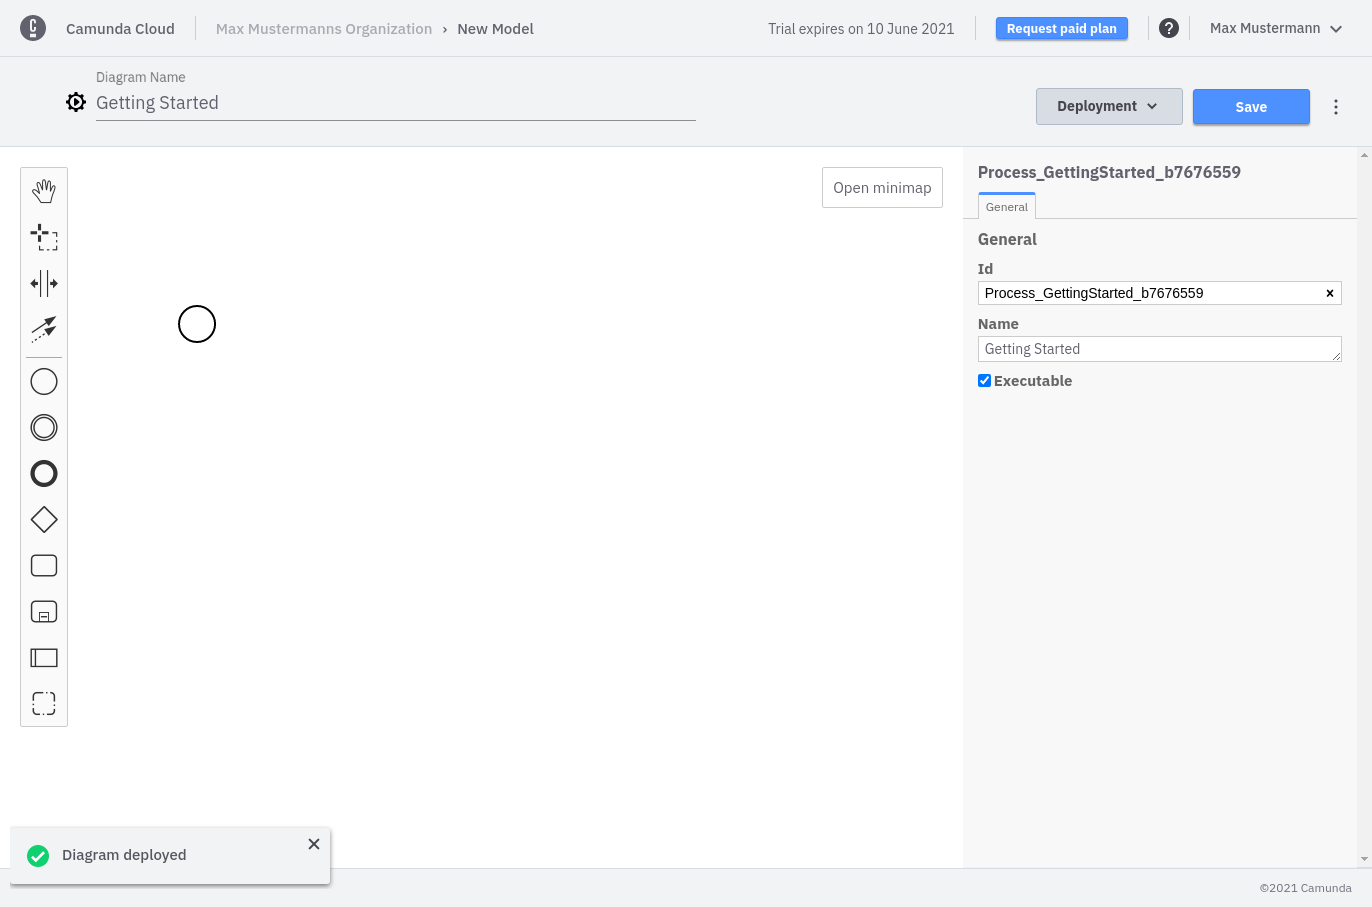 Camunda Cloud
Max Mustermanns Organization › New Model
Trial expires on 10 June 2021
Request paid plan
?
Max Mustermann
Diagram Name
Getting Started
Deployment
Save
Open minimap
Process_GettingStarted_b7676559
General
General
Id
Process_GettingStarted_b7676559
Name
Getting Started
Executable
Diagram deployed
©2021 Camunda